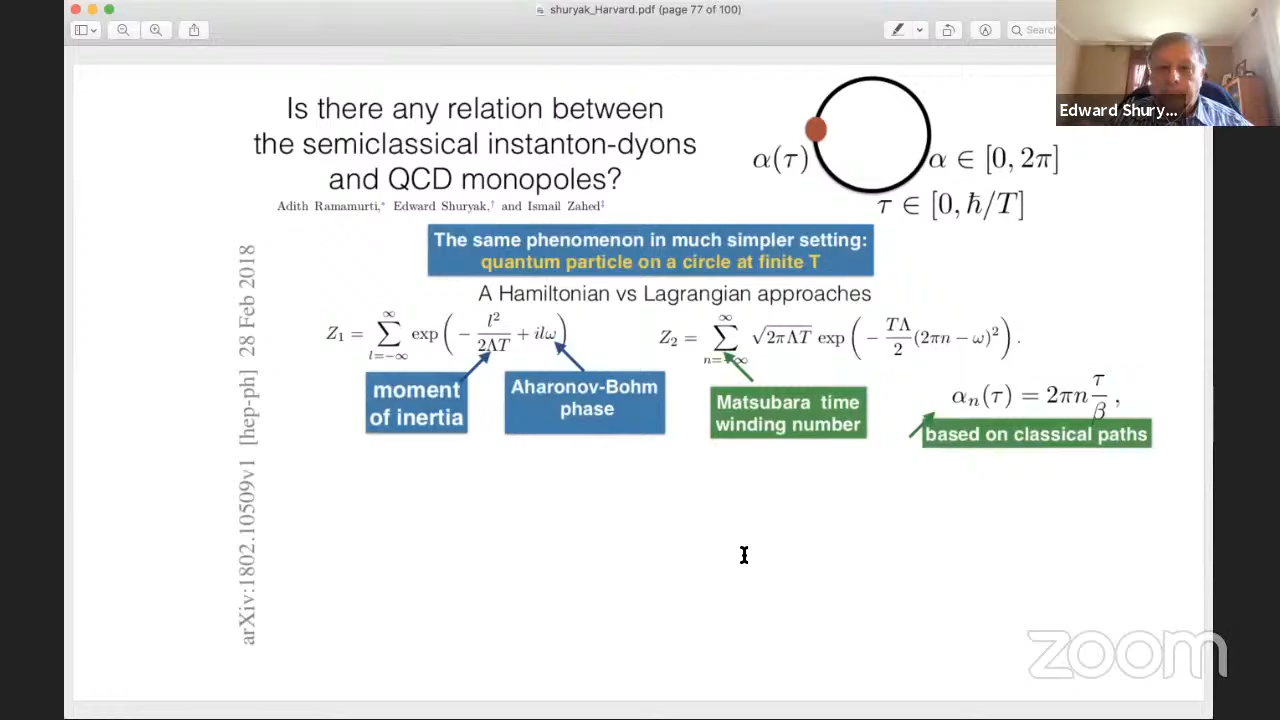 shuryak_Harvard.pdf (page 77 of 100)
Search
Edward Shury...
Is there any relation between
the semiclassical instanton-dyons
and QCD monopoles?
Adith Ramamurti,* Edward Shuryak,† and Ismail Zahed‡
α(τ)
α ∈ [0, 2π]
τ ∈ [0, ℏ/T]
The same phenomenon in much simpler setting:
quantum particle on a circle at finite T
A Hamiltonian vs Lagrangian approaches
Z₁ = ∑_{l=-∞}^{∞} exp( − l²/2ΛT + ilω )
Z₂ = ∑_{n=-∞}^{∞} √(2πΛT) exp( − TΛ/2 (2πn − ω)² ) .
moment
of inertia
Aharonov-Bohm
phase
Matsubara time
winding number
αₙ(τ) = 2πn τ/β ,
based on classical paths
arXiv:1802.10509v1 [hep-ph] 28 Feb 2018
zoom